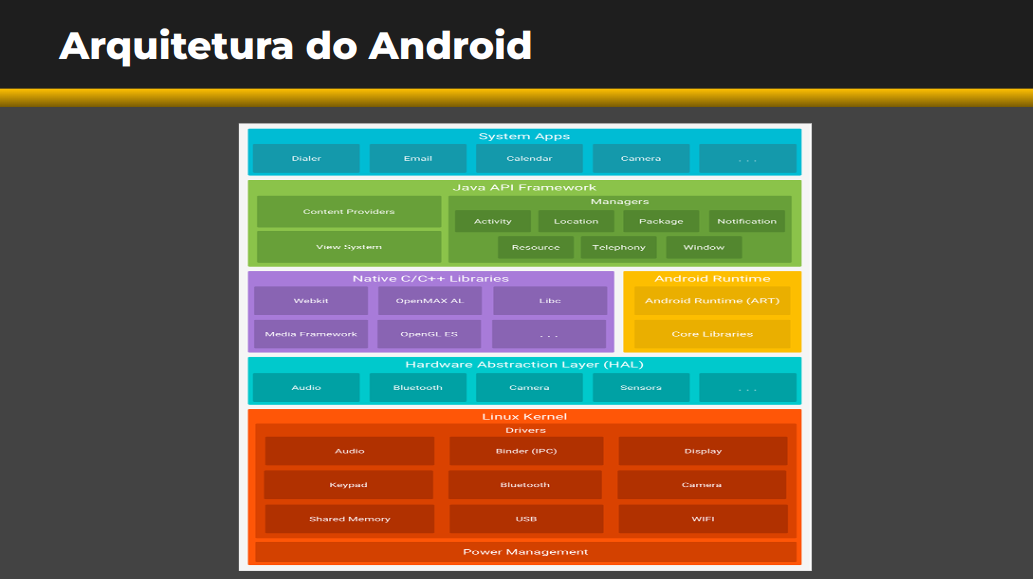 Arquitetura do Android
System Apps
Dialer Email Calendar Camera . . .
Java API Framework
Content Providers
View System
Managers
Activity Location Package Notification
Resource Telephony Window
Native C/C++ Libraries
Webkit OpenMAX AL Libc
Media Framework OpenGL ES . . .
Android Runtime
Android Runtime (ART)
Core Libraries
Hardware Abstraction Layer (HAL)
Audio Bluetooth Camera Sensors . . .
Linux Kernel
Drivers
Audio Binder (IPC) Display
Keypad Bluetooth Camera
Shared Memory USB WIFI
Power Management